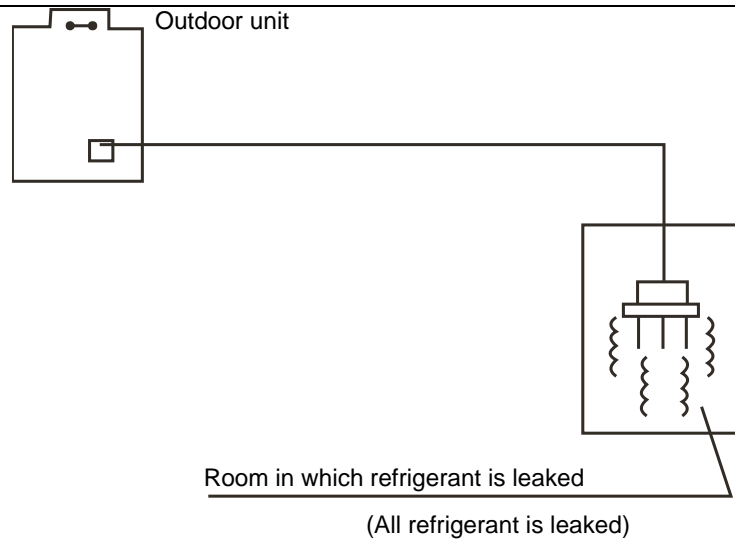 Outdoor unit
Room in which refrigerant is leaked
(All refrigerant is leaked)